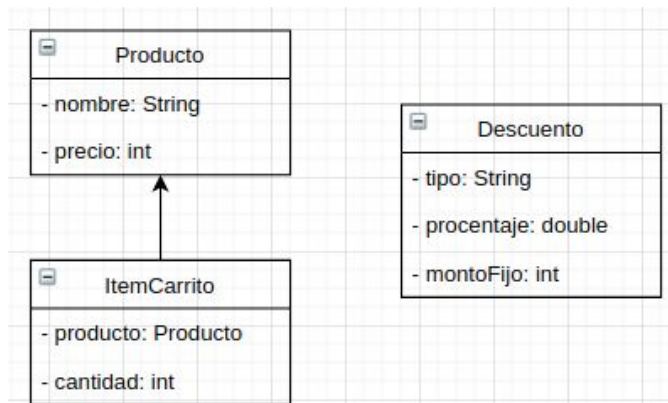 Producto
- nombre: String
- precio: int
Descuento
- tipo: String
- procentaje: double
- montoFijo: int
ItemCarrito
- producto: Producto
- cantidad: int